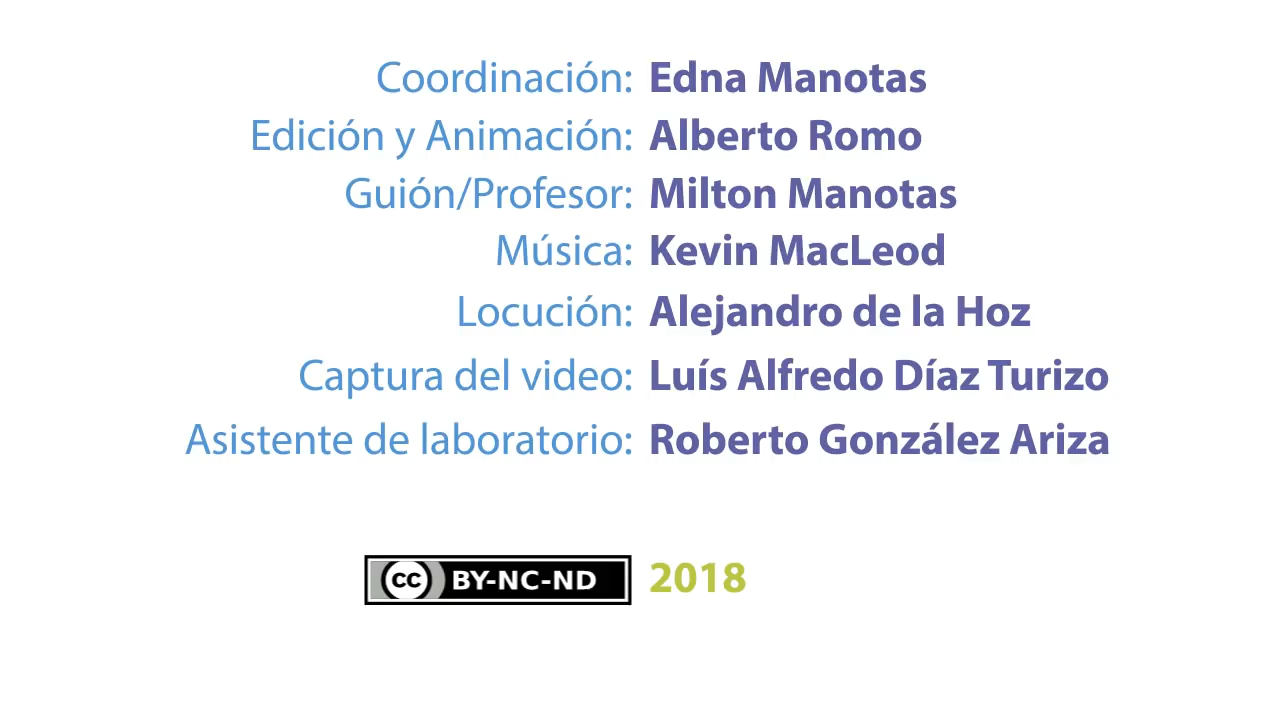 Coordinación: Edna Manotas
Edición y Animación: Alberto Romo
Guión/Profesor: Milton Manotas
Música: Kevin MacLeod
Locución: Alejandro de la Hoz
Captura del video: Luís Alfredo Díaz Turizo
Asistente de laboratorio: Roberto González Ariza
cc BY-NC-ND 2018